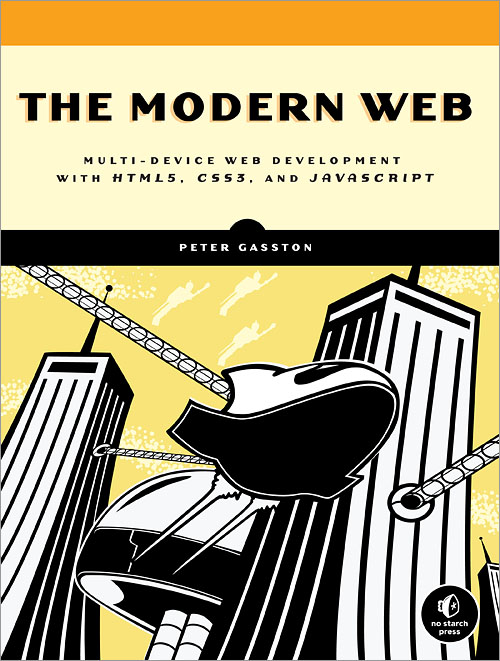 THE MODERN WEB
MULTI-DEVICE WEB DEVELOPMENT
WITH HTML5, CSS3, AND JAVASCRIPT
PETER GASSTON
no starch
press